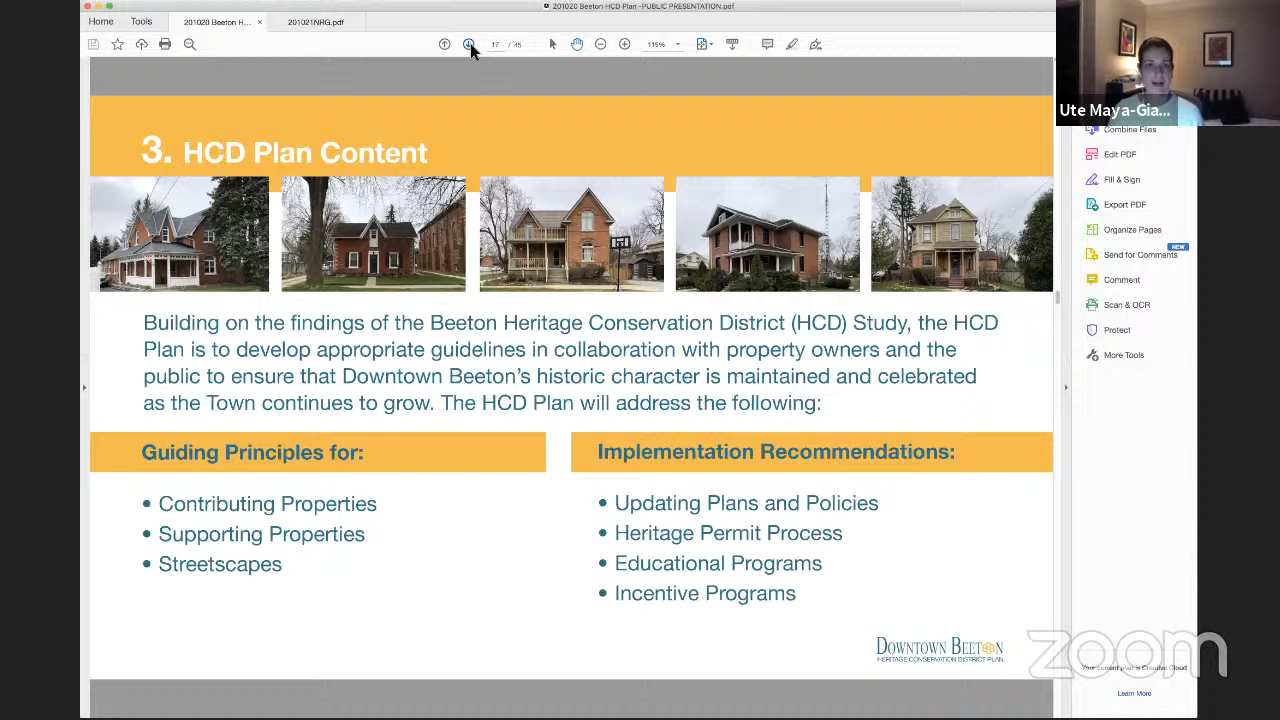 201020 Beeton HCD Plan -PUBLIC PRESENTATION.pdf
Home
Tools
201020 Beeton H... ×
201021NRG.pdf
17 / 45
115%
Ute Maya-Gia...
Combine Files
Edit PDF
Fill & Sign
Export PDF
Organize Pages
NEW
Send for Comments
Comment
Scan & OCR
Protect
More Tools
3. HCD Plan Content
Building on the findings of the Beeton Heritage Conservation District (HCD) Study, the HCD
Plan is to develop appropriate guidelines in collaboration with property owners and the
public to ensure that Downtown Beeton's historic character is maintained and celebrated
as the Town continues to grow. The HCD Plan will address the following:
Guiding Principles for:
• Contributing Properties
• Supporting Properties
• Streetscapes
Implementation Recommendations:
• Updating Plans and Policies
• Heritage Permit Process
• Educational Programs
• Incentive Programs
DOWNTOWN BEETON
HERITAGE CONSERVATION DISTRICT PLAN
zoom
Your current plan is Creative Cloud
Learn More